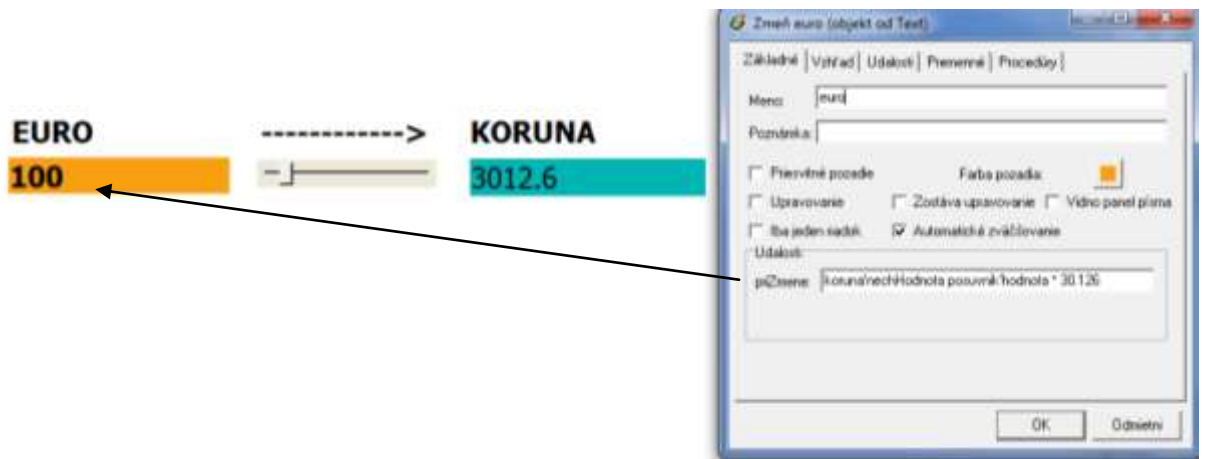 EURO ------------> KORUNA
100
3012.6
Zmeň euro (objekt od Text)
Základné Vzhľad Udalosti Premenné Procedúry
Meno: euro
Poznámka:
Priesvitné pozadie Farba pozadia:
Upravovanie Zostáva upravovanie Vidno panel písma
Iba jeden riadok Automatické zväčšovanie
Udalosti
priZmene: koruna'nechHodnota posuvník'hodnota * 30.126
OK Odmietni